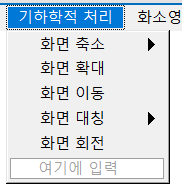 기하학적 처리 화소영
화면 축소
화면 확대
화면 이동
화면 대칭
화면 회전
여기에 입력